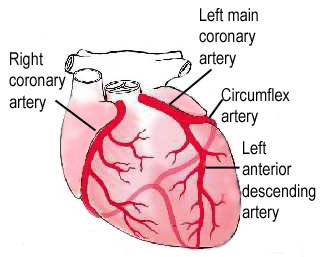 Left main
coronary
artery
Right
coronary
artery
Circumflex
artery
Left
anterior
descending
artery